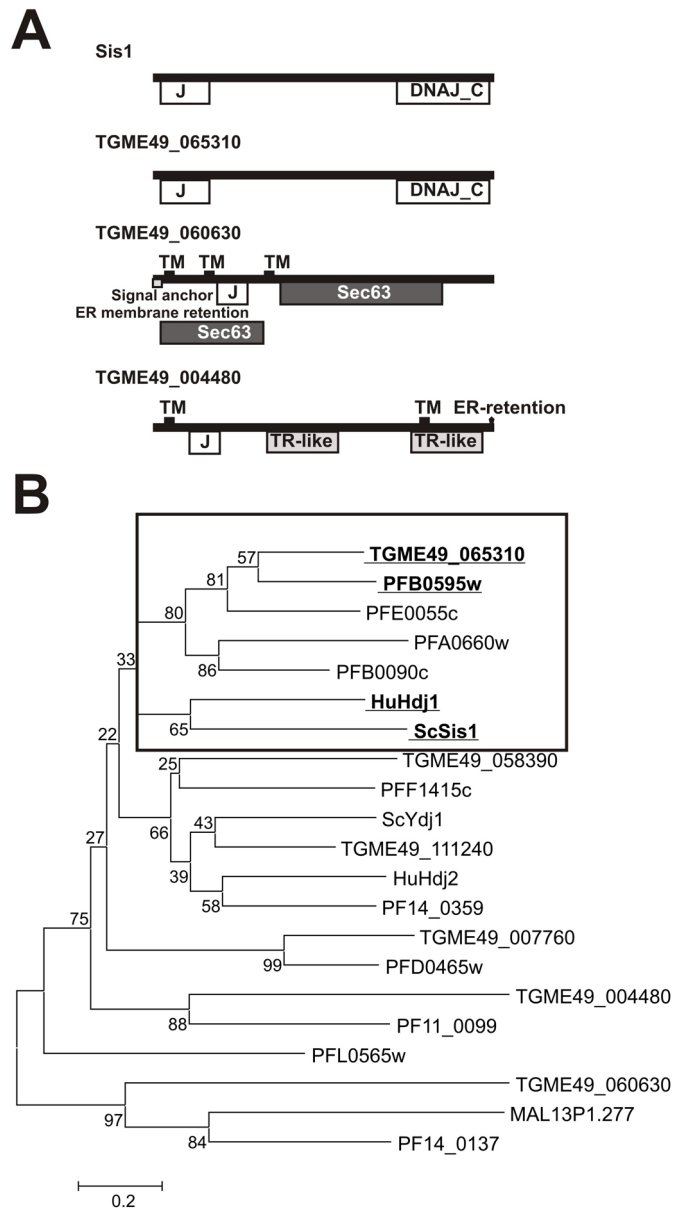 A
Sis1
J DNAJ_C
TGME49_065310
J DNAJ_C
TGME49_060630
TM TM TM
Signal anchor J Sec63
ER membrane retention
Sec63
TGME49_004480
TM TM ER-retention
J TR-like TR-like
B
57 TGME49_065310
81 PFB0595w
80 PFE0055c
PFA0660w
86 PFB0090c
33
HuHdj1
65 ScSis1
22
25 TGME49_058390
PFF1415c
66
43 ScYdj1
27
TGME49_111240
39 HuHdj2
58 PF14_0359
75
TGME49_007760
99 PFD0465w
TGME49_004480
88 PF11_0099
PFL0565w
TGME49_060630
97 MAL13P1.277
84 PF14_0137
0.2